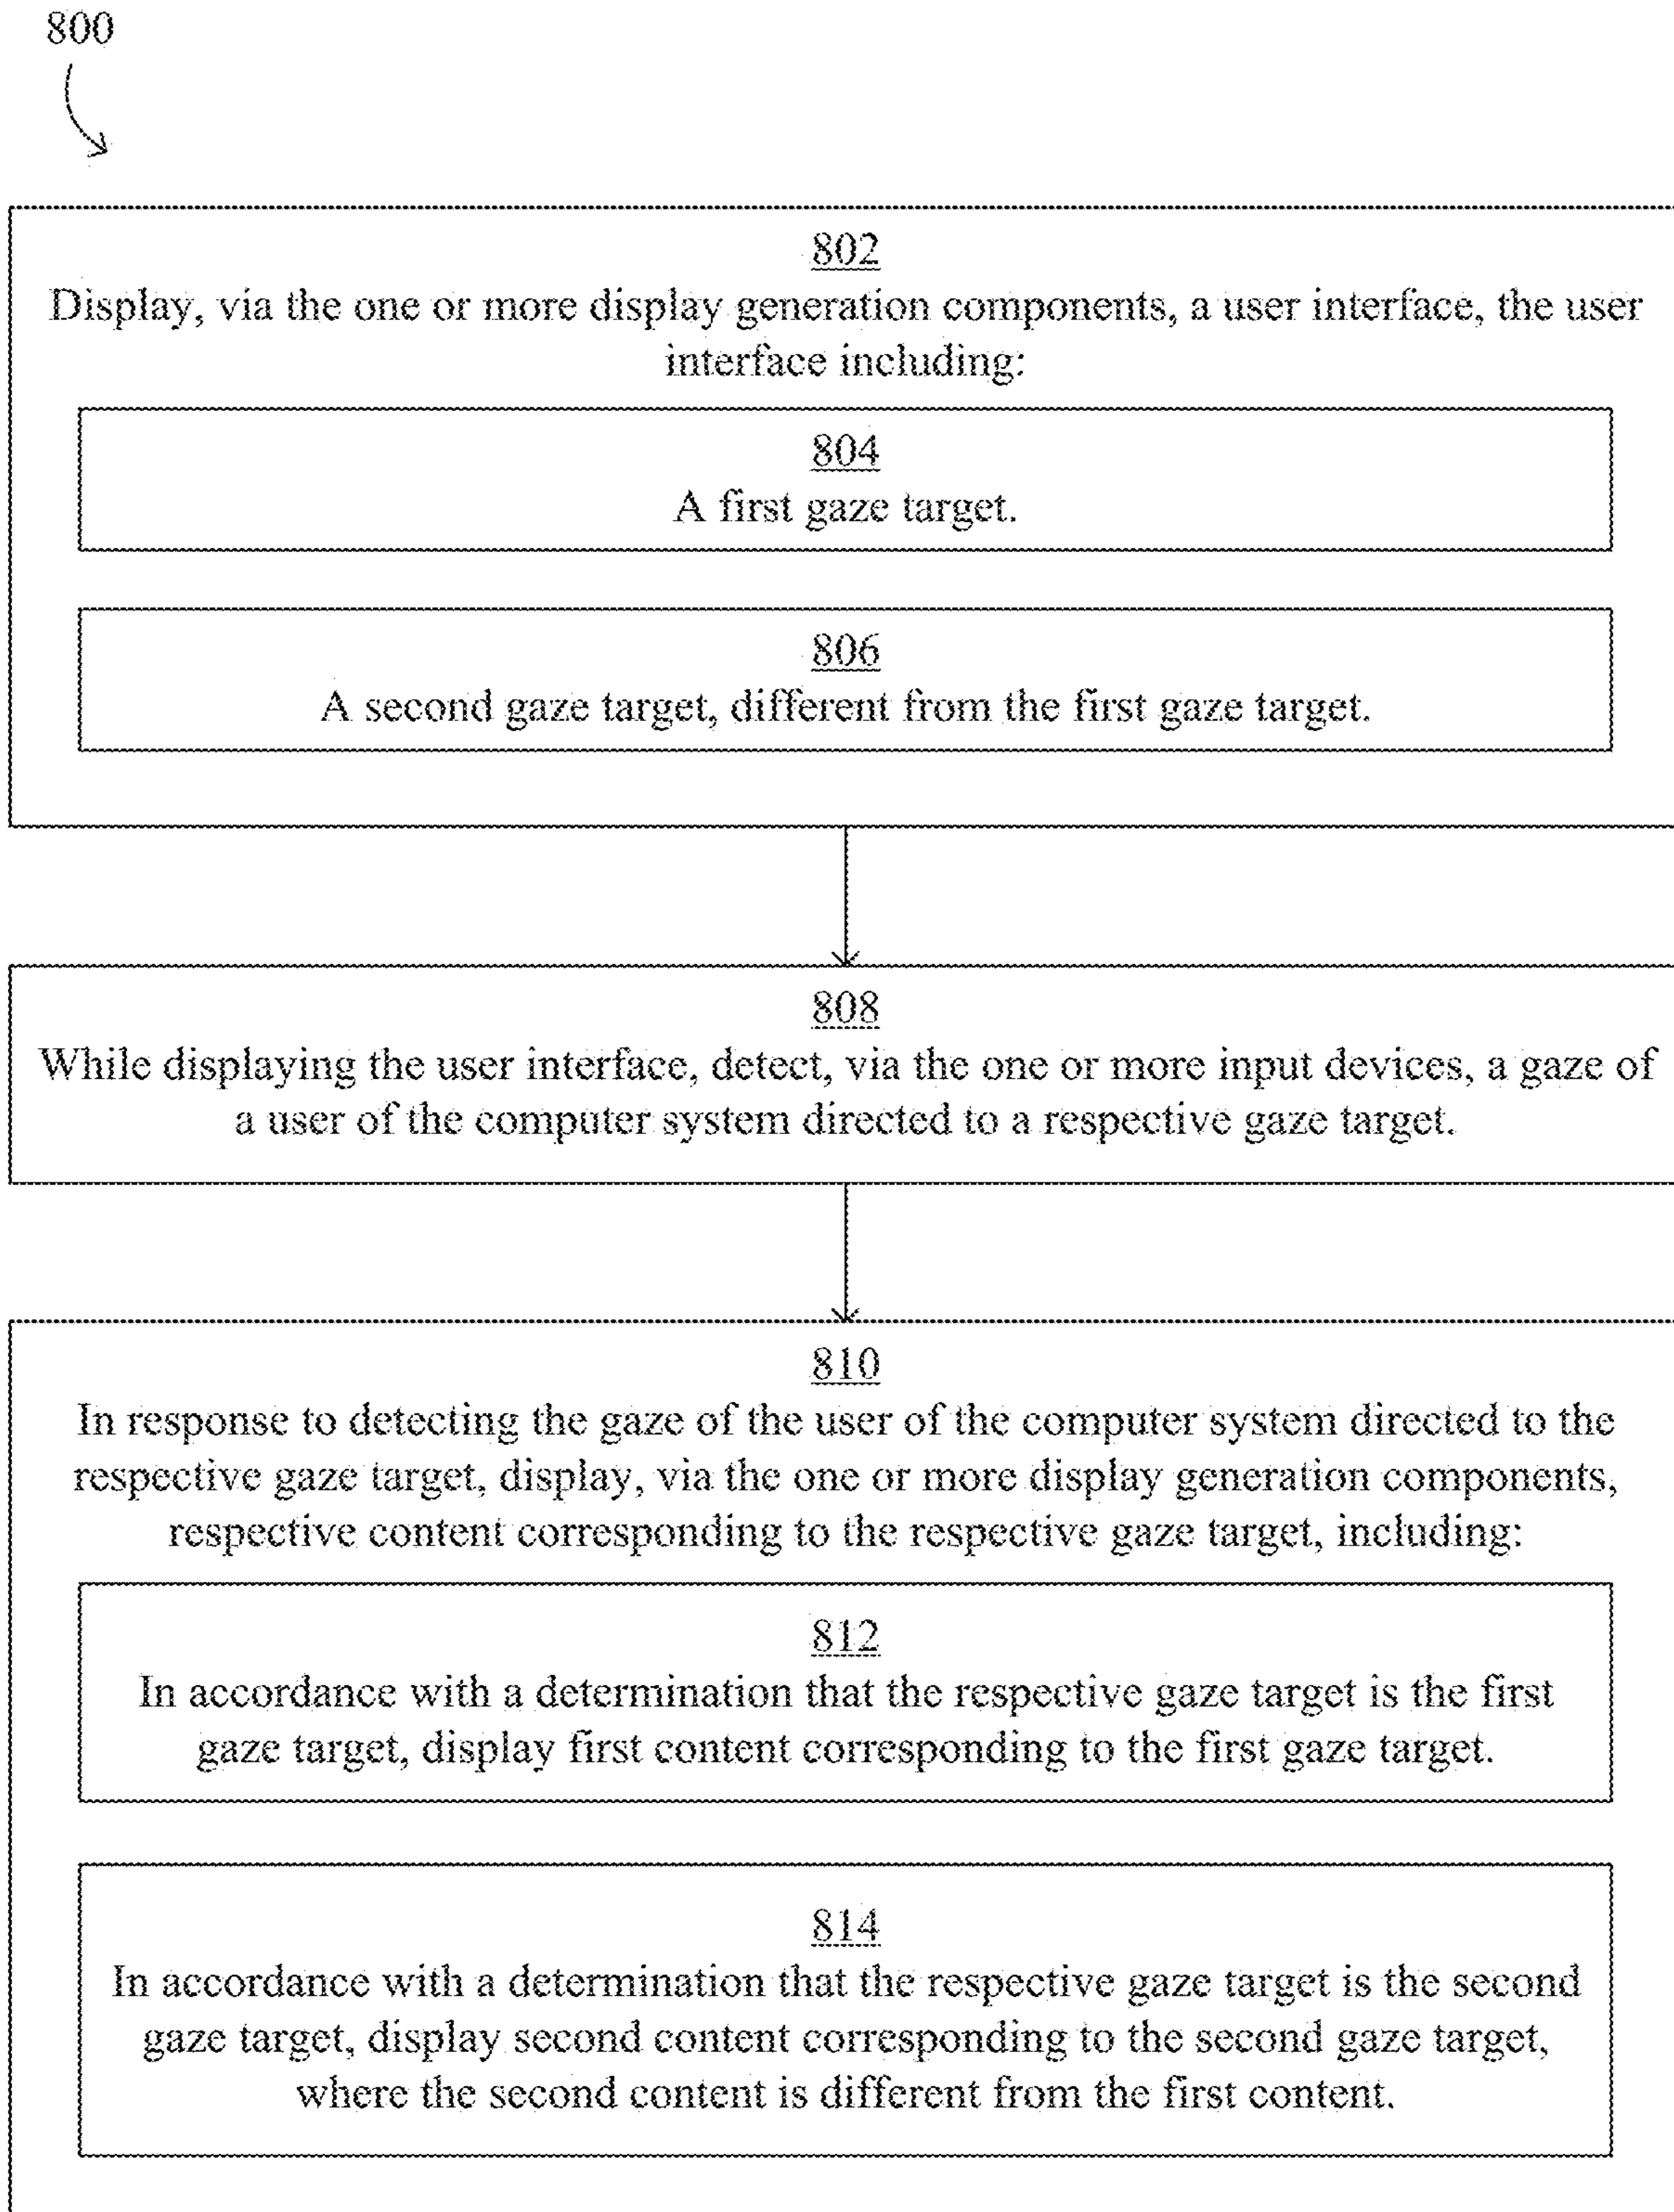 800
802
Display, via the one or more display generation components, a user interface, the user
interface including:
804
A first gaze target.
806
A second gaze target, different from the first gaze target.
808
While displaying the user interface, detect, via the one or more input devices, a gaze of
a user of the computer system directed to a respective gaze target.
810
In response to detecting the gaze of the user of the computer system directed to the
respective gaze target, display, via the one or more display generation components,
respective content corresponding to the respective gaze target, including:
812
In accordance with a determination that the respective gaze target is the first
gaze target, display first content corresponding to the first gaze target.
814
In accordance with a determination that the respective gaze target is the second
gaze target, display second content corresponding to the second gaze target,
where the second content is different from the first content.